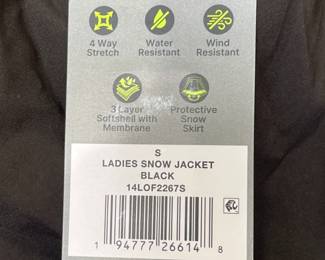 4 Way Water Wind
Stretch Resistant Resistant
3 Layer Protective
Softshell with Snow
Membrane Skirt
S
LADIES SNOW JACKET
BLACK
14LOF2267S
1 94777 26614 8